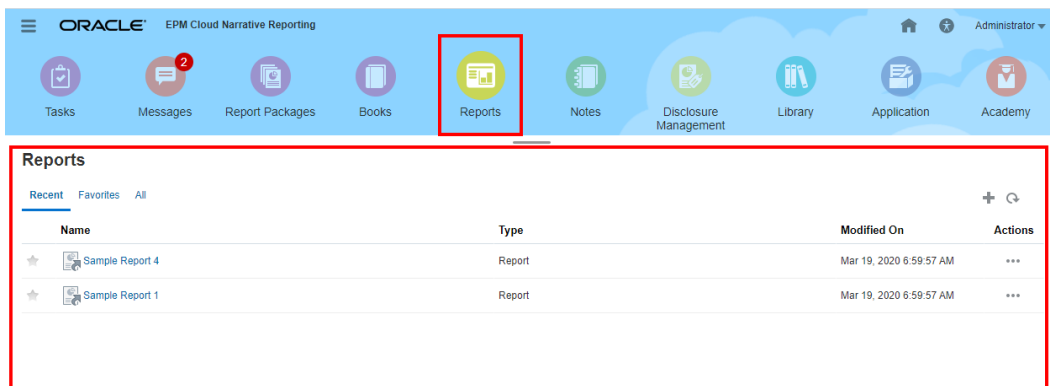 ORACLE® EPM Cloud Narrative Reporting Administrator
2
Tasks Messages Report Packages Books Reports Notes Disclosure Management Library Application Academy
Reports
Recent Favorites All
Name Type Modified On Actions
Sample Report 4 Report Mar 19, 2020 6:59:57 AM
Sample Report 1 Report Mar 19, 2020 6:59:57 AM